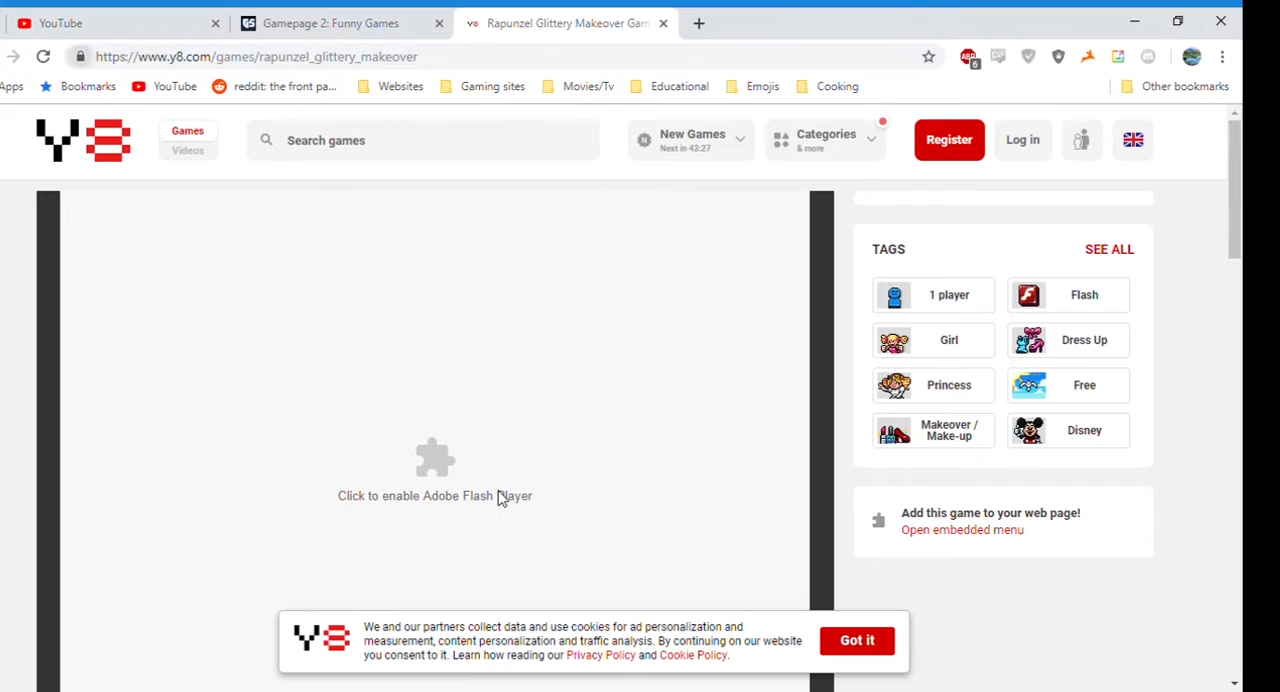 YouTube
Gamepage 2: Funny Games
Y8 Rapunzel Glittery Makeover Gam
https://www.y8.com/games/rapunzel_glittery_makeover
ABP
6
CSF
Apps
Bookmarks
YouTube
reddit: the front pa...
Websites
Gaming sites
Movies/Tv
Educational
Emojis
Cooking
Other bookmarks
Y8
Games
Videos
Search games
New Games
Next in 43:27
Categories
& more
Register
Log in
TAGS
SEE ALL
1 player
Flash
Girl
Dress Up
Princess
Free
Makeover /
Make-up
Disney
Click to enable Adobe Flash Player
Add this game to your web page!
Open embedded menu
Y8
We and our partners collect data and use cookies for ad personalization and
measurement, content personalization and traffic analysis. By continuing on our website
you consent to it. Learn how reading our Privacy Policy and Cookie Policy.
Got it